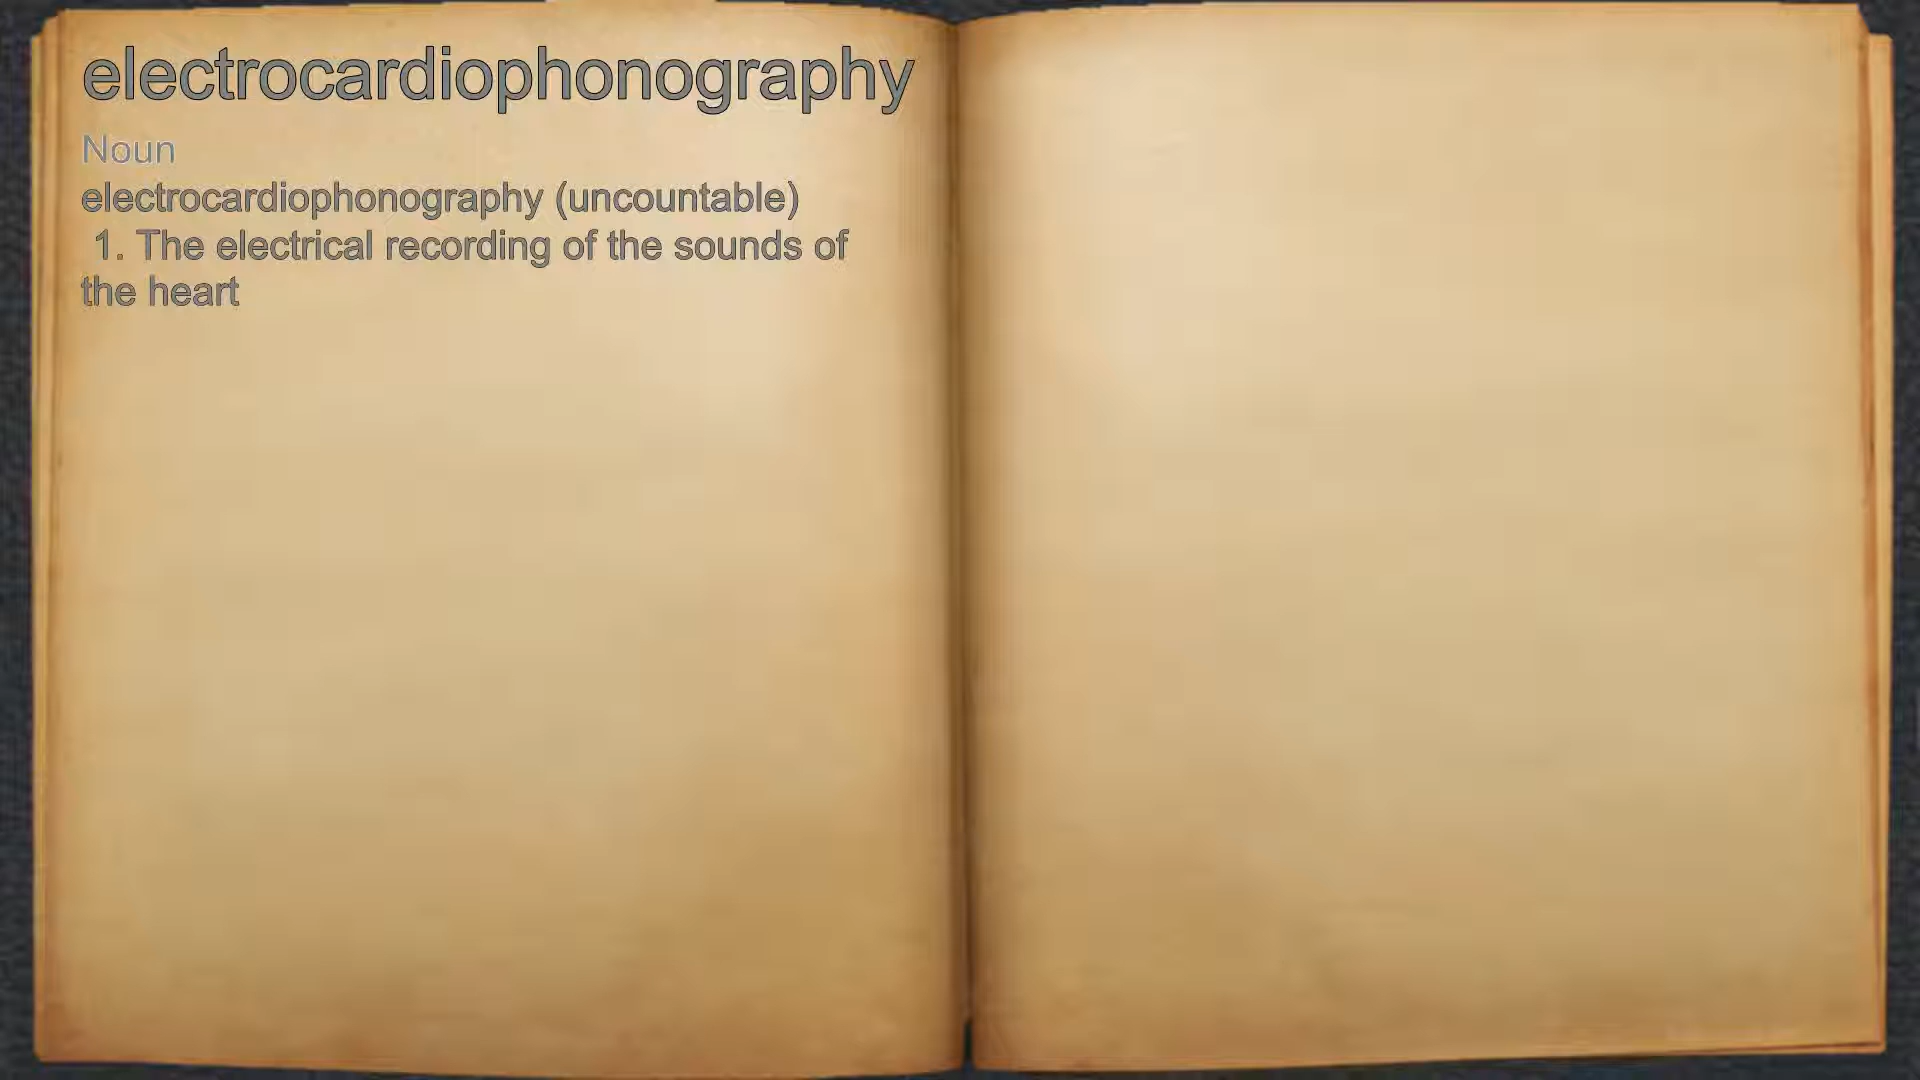 electrocardiophonography
Noun
electrocardiophonography (uncountable)
1. The electrical recording of the sounds of
the heart